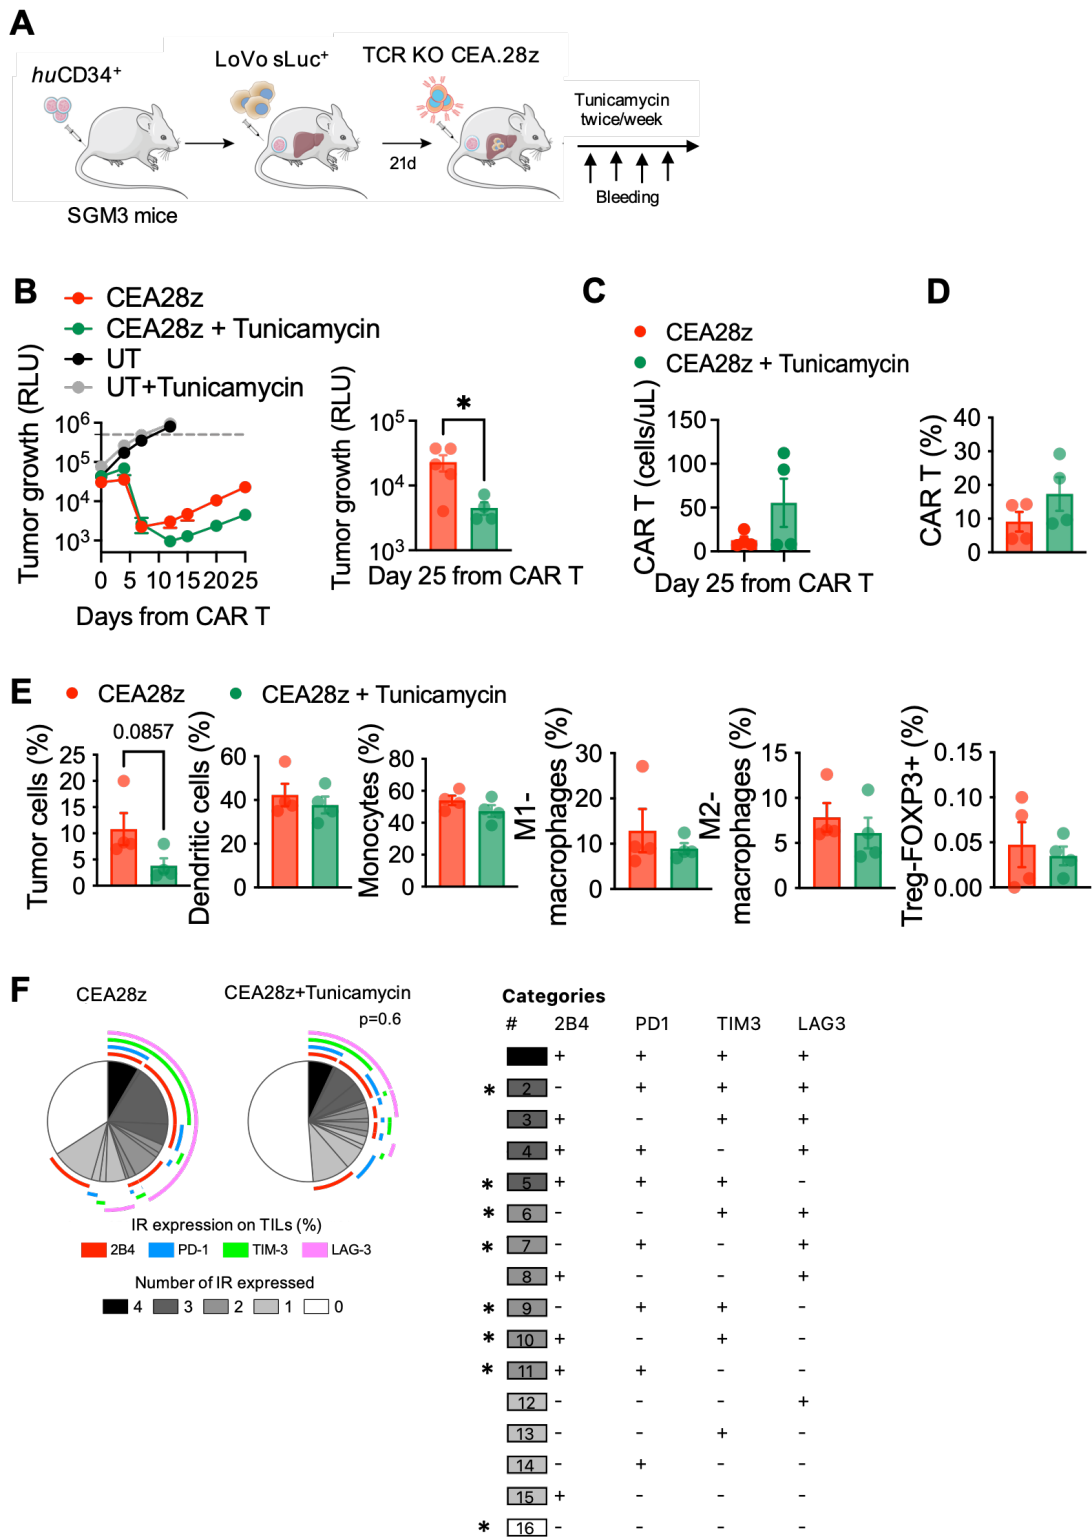 A
huCD34+
LoVo sLuc+
TCR KO CEA.28z
Tunicamycin
twice/week
21d
Bleeding
SGM3 mice
B
CEA28z
CEA28z + Tunicamycin
UT
UT+Tunicamycin
Tumor growth (RLU)
10^6
10^5
10^4
10^3
0 5 10 15 20 25
Days from CAR T
Tumor growth (RLU)
*
10^5
10^4
10^3
Day 25 from CAR T
C
CEA28z
CEA28z + Tunicamycin
CAR T (cells/uL)
150
100
50
0
Day 25 from CAR T
D
CAR T (%)
40
30
20
10
0
E
CEA28z
CEA28z + Tunicamycin
Tumor cells (%)
0.0857
25
20
15
10
5
0
Dendritic cells (%)
60
40
20
0
Monocytes (%)
80
60
40
20
0
M1-
macrophages (%)
30
20
10
0
M2-
macrophages (%)
15
10
5
0
Treg-FOXP3+ (%)
0.15
0.10
0.05
0.00
F
CEA28z
CEA28z+Tunicamycin
p=0.6
IR expression on TILs (%)
2B4 PD-1 TIM-3 LAG-3
Number of IR expressed
4 3 2 1 0
Categories
# 2B4 PD1 TIM3 LAG3
+ + + +
* 2 - + + +
3 + - + +
4 + + - +
* 5 + + + -
* 6 - - + +
* 7 - + - +
8 + - - +
* 9 - + + -
* 10 + - + -
* 11 + + - -
12 - - - +
13 - - + -
14 - + - -
15 + - - -
* 16 - - - -